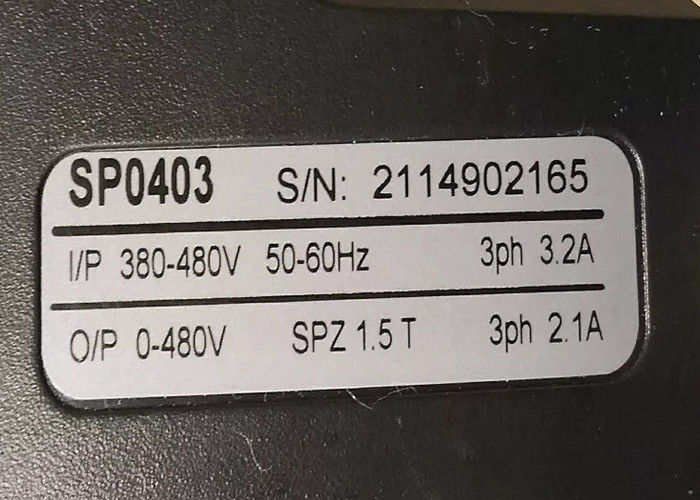 SP0403 S/N: 2114902165
I/P 380-480V 50-60Hz 3ph 3.2A
O/P 0-480V SPZ 1.5 T 3ph 2.1A